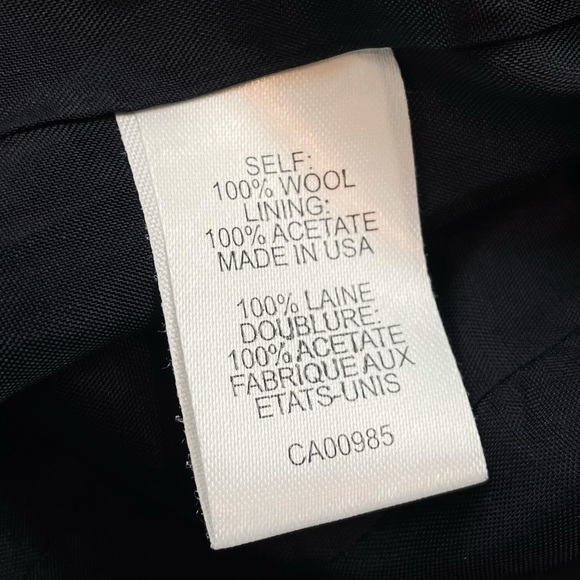 SELF:
100% WOOL
LINING:
100% ACETATE
MADE IN USA
100% LAINE
DOUBLURE:
100% ACETATE
FABRIQUE AUX
ETATS-UNIS
CA00985